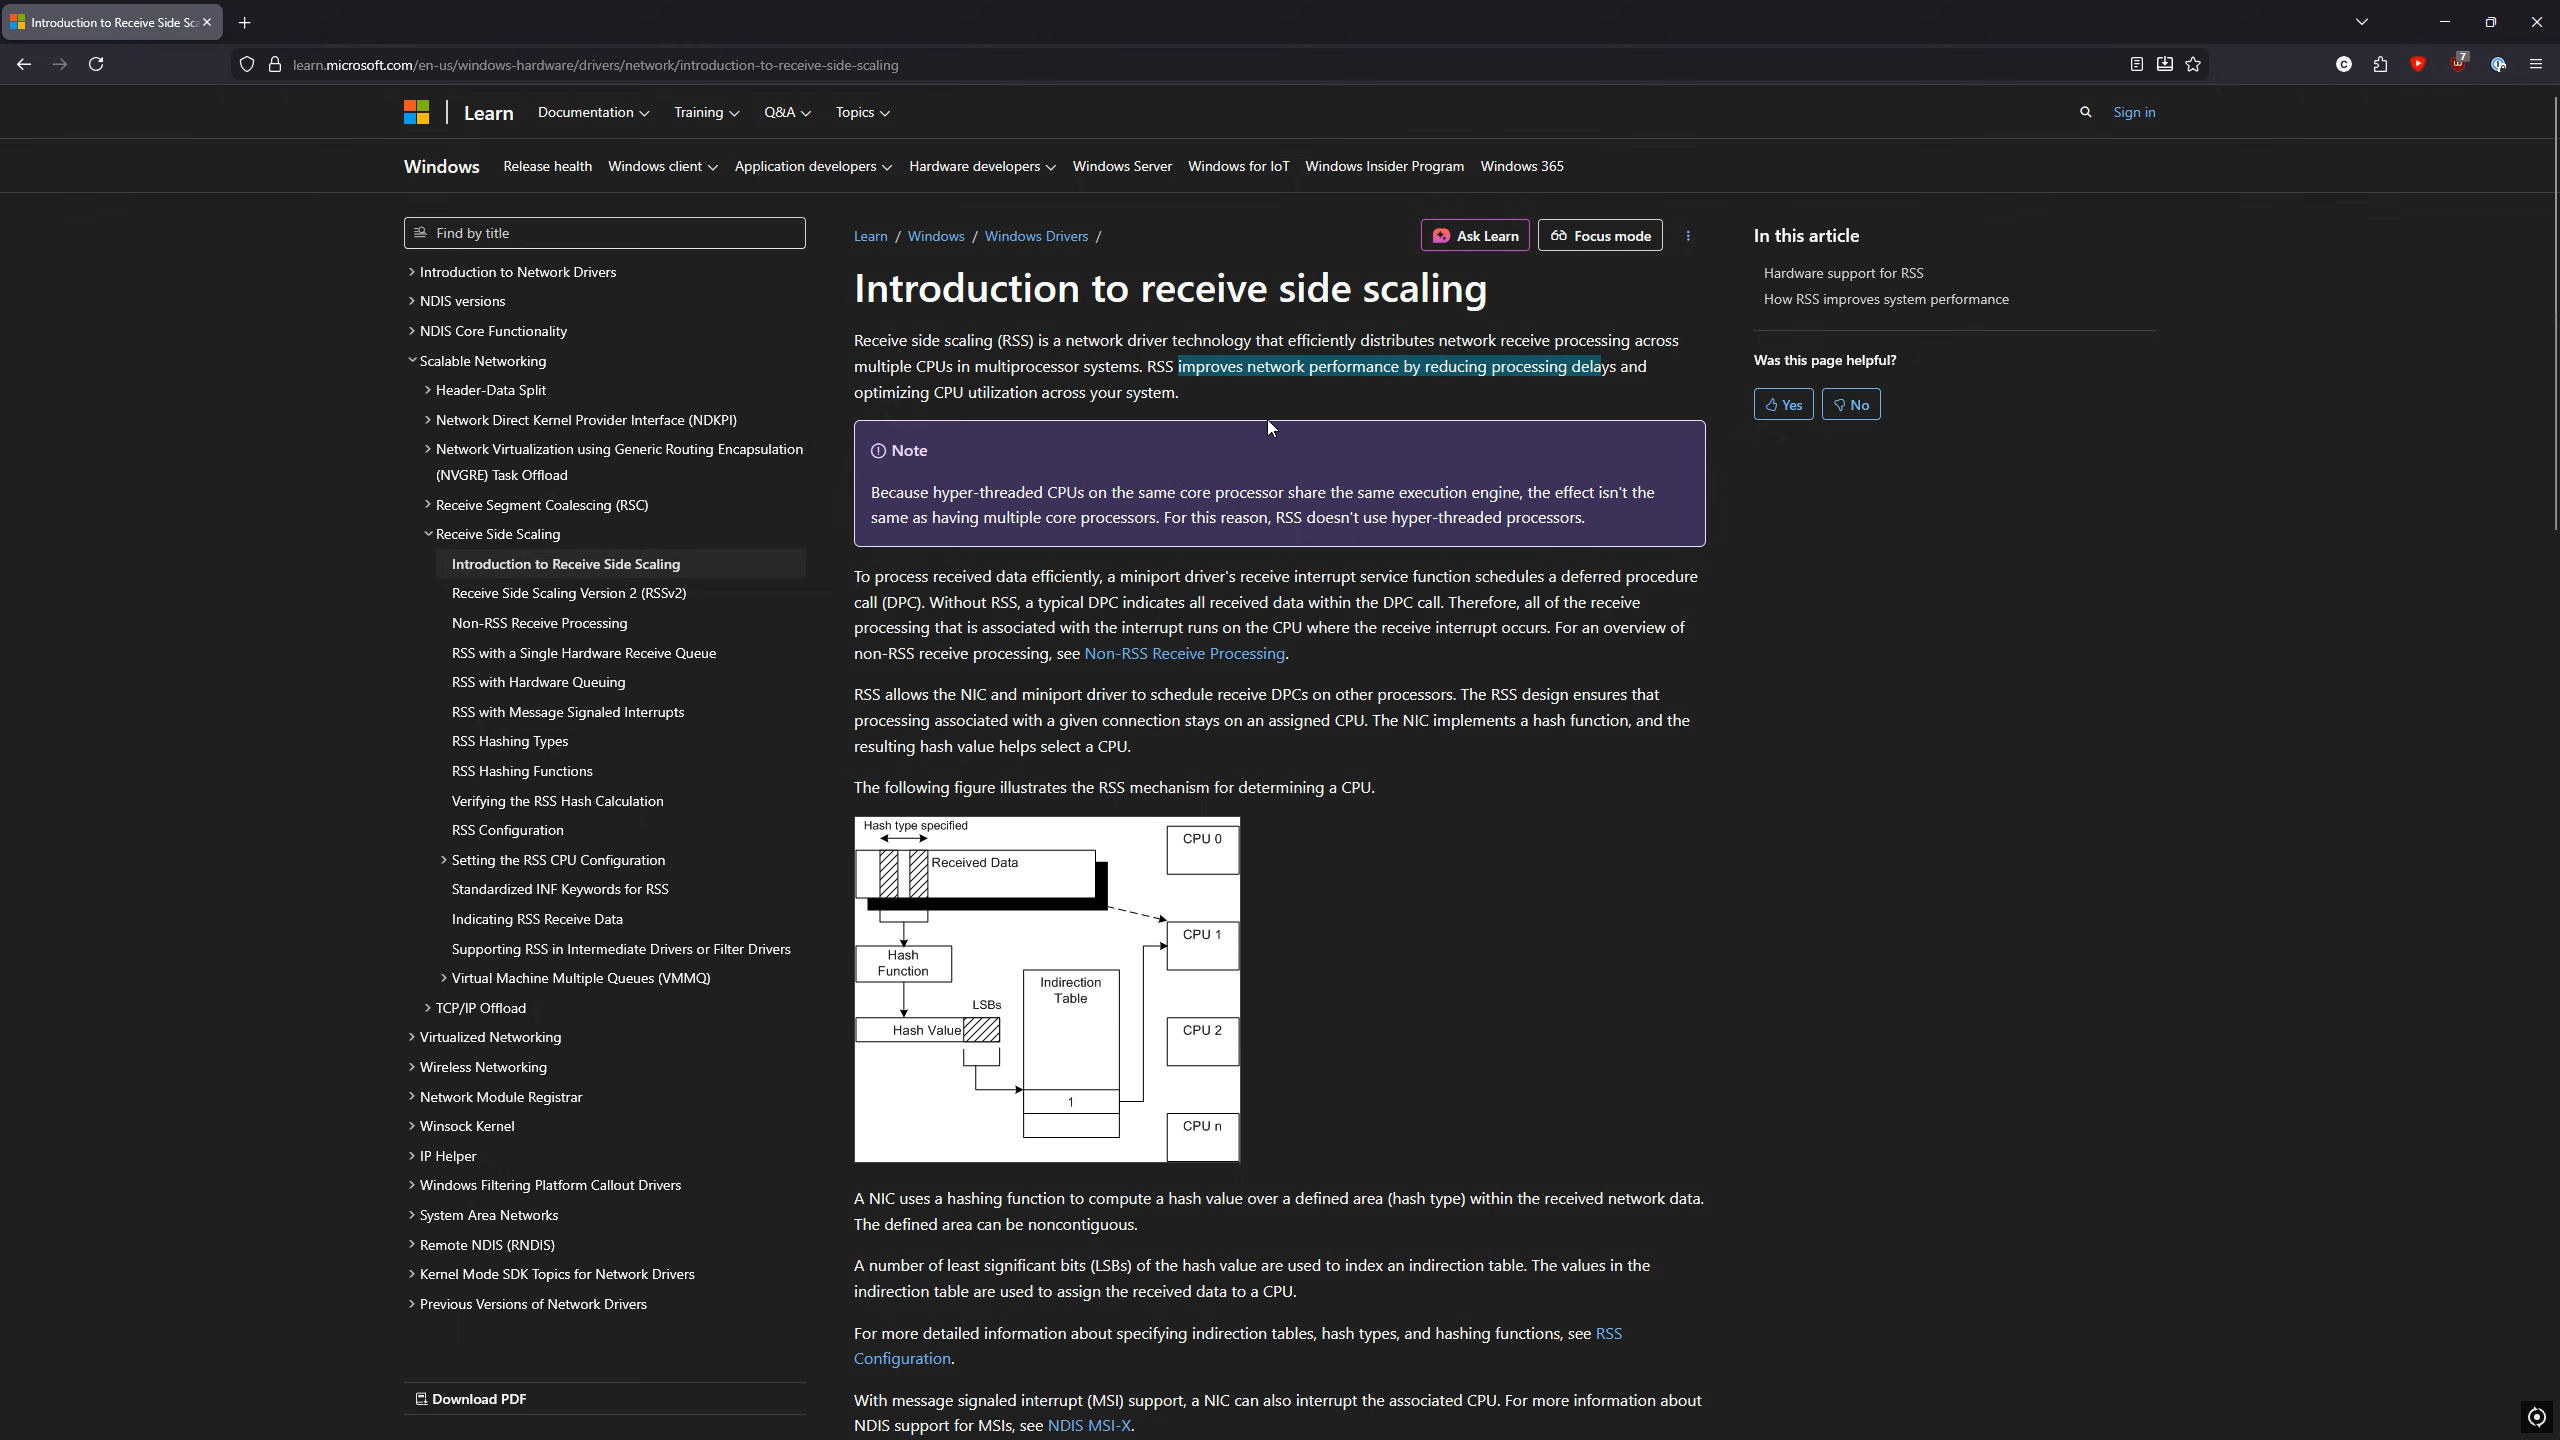 Introduction to Receive Side Sc
learn.microsoft.com/en-us/windows-hardware/drivers/network/introduction-to-receive-side-scaling
7
Learn Documentation Training Q&A Topics Sign in
Windows Release health Windows client Application developers Hardware developers Windows Server Windows for IoT Windows Insider Program Windows 365
Find by title
Introduction to Network Drivers
NDIS versions
NDIS Core Functionality
Scalable Networking
Header-Data Split
Network Direct Kernel Provider Interface (NDKPI)
Network Virtualization using Generic Routing Encapsulation
(NVGRE) Task Offload
Receive Segment Coalescing (RSC)
Receive Side Scaling
Introduction to Receive Side Scaling
Receive Side Scaling Version 2 (RSSv2)
Non-RSS Receive Processing
RSS with a Single Hardware Receive Queue
RSS with Hardware Queuing
RSS with Message Signaled Interrupts
RSS Hashing Types
RSS Hashing Functions
Verifying the RSS Hash Calculation
RSS Configuration
Setting the RSS CPU Configuration
Standardized INF Keywords for RSS
Indicating RSS Receive Data
Supporting RSS in Intermediate Drivers or Filter Drivers
Virtual Machine Multiple Queues (VMMQ)
TCP/IP Offload
Virtualized Networking
Wireless Networking
Network Module Registrar
Winsock Kernel
IP Helper
Windows Filtering Platform Callout Drivers
System Area Networks
Remote NDIS (RNDIS)
Kernel Mode SDK Topics for Network Drivers
Previous Versions of Network Drivers
Download PDF
Learn / Windows / Windows Drivers /
Ask Learn
Focus mode
Introduction to receive side scaling
Receive side scaling (RSS) is a network driver technology that efficiently distributes network receive processing across
multiple CPUs in multiprocessor systems. RSS improves network performance by reducing processing delays and
optimizing CPU utilization across your system.
Note
Because hyper-threaded CPUs on the same core processor share the same execution engine, the effect isn't the
same as having multiple core processors. For this reason, RSS doesn't use hyper-threaded processors.
To process received data efficiently, a miniport driver's receive interrupt service function schedules a deferred procedure
call (DPC). Without RSS, a typical DPC indicates all received data within the DPC call. Therefore, all of the receive
processing that is associated with the interrupt runs on the CPU where the receive interrupt occurs. For an overview of
non-RSS receive processing, see Non-RSS Receive Processing.
RSS allows the NIC and miniport driver to schedule receive DPCs on other processors. The RSS design ensures that
processing associated with a given connection stays on an assigned CPU. The NIC implements a hash function, and the
resulting hash value helps select a CPU.
The following figure illustrates the RSS mechanism for determining a CPU.
Hash type specified
Received Data
CPU 0
CPU 1
Hash
Function
Indirection
Table
LSBs
Hash Value
CPU 2
1
CPU n
A NIC uses a hashing function to compute a hash value over a defined area (hash type) within the received network data.
The defined area can be noncontiguous.
A number of least significant bits (LSBs) of the hash value are used to index an indirection table. The values in the
indirection table are used to assign the received data to a CPU.
For more detailed information about specifying indirection tables, hash types, and hashing functions, see RSS
Configuration.
With message signaled interrupt (MSI) support, a NIC can also interrupt the associated CPU. For more information about
NDIS support for MSIs, see NDIS MSI-X.
In this article
Hardware support for RSS
How RSS improves system performance
Was this page helpful?
Yes
No